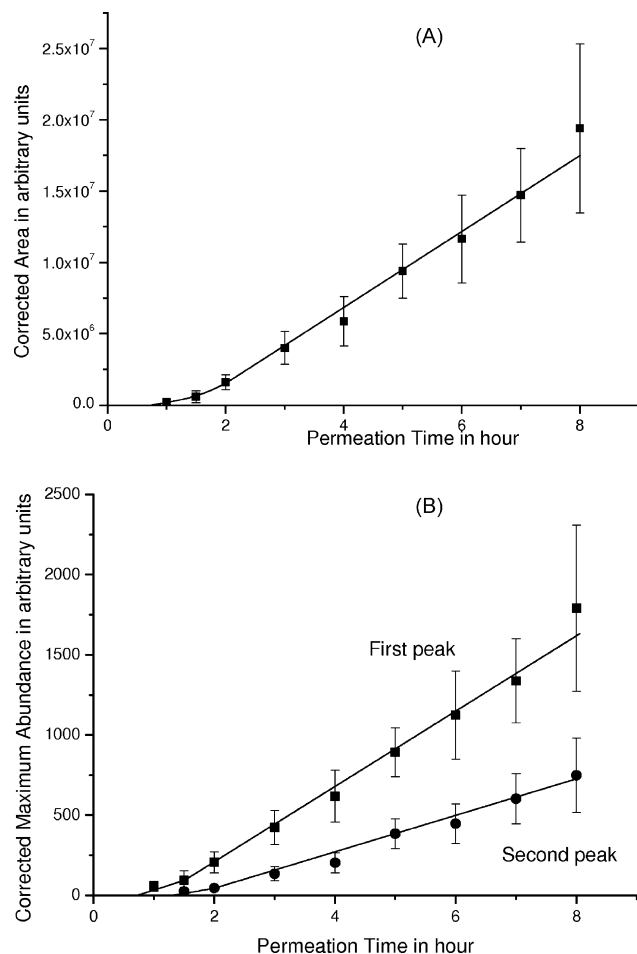 (A)
2.5x10⁷
2.0x10⁷
1.5x10⁷
1.0x10⁷
5.0x10⁶
0.0
0 2 4 6 8
Corrected Area in arbitrary units
Permeation Time in hour
(B)
2500
2000
1500
1000
500
0
First peak
Second peak
0 2 4 6 8
Corrected Maximum Abundance in arbitrary units
Permeation Time in hour